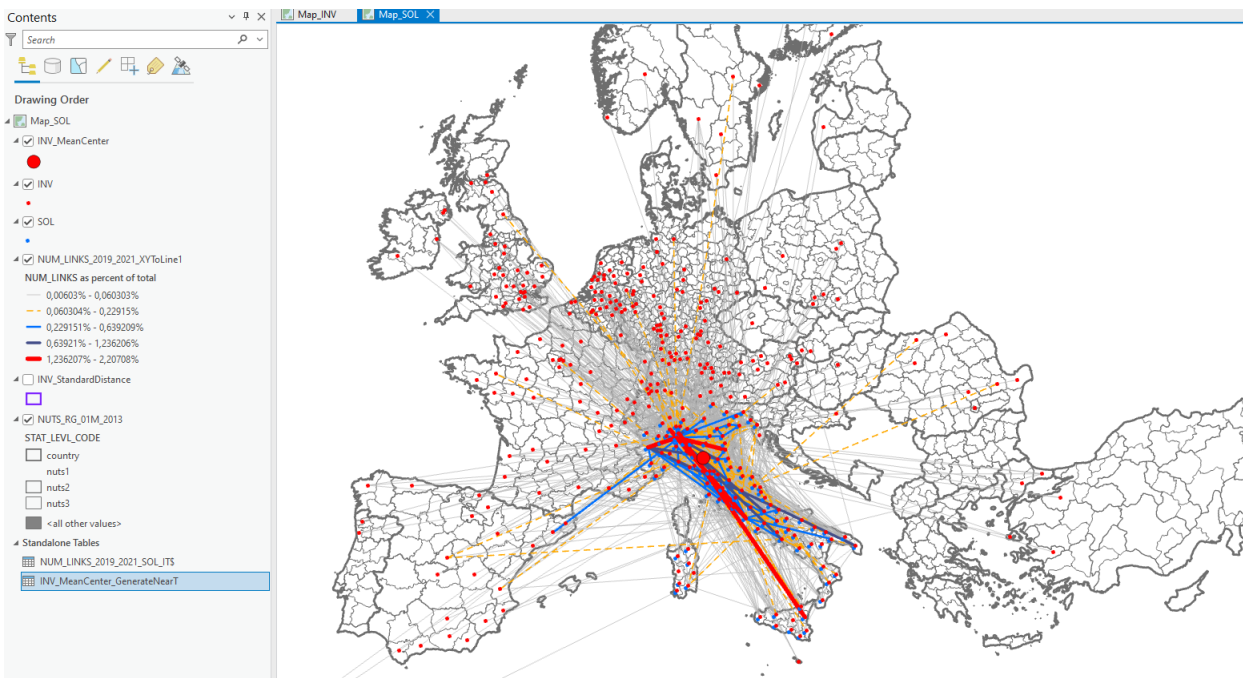 Contents
Map_INV
Map_SOL
Search
Drawing Order
Map_SOL
INV_MeanCenter
INV
SOL
NUM_LINKS_2019_2021_XYToLine1
NUM_LINKS as percent of total
0,00603% - 0,060303%
0,060304% - 0,22915%
0,229151% - 0,639209%
0,63921% - 1,236206%
1,236207% - 2,20708%
INV_StandardDistance
NUTS_RG_01M_2013
STAT_LEVL_CODE
country
nuts1
nuts2
nuts3
<all other values>
Standalone Tables
NUM_LINKS_2019_2021_SOL_IT$
INV_MeanCenter_GenerateNearT